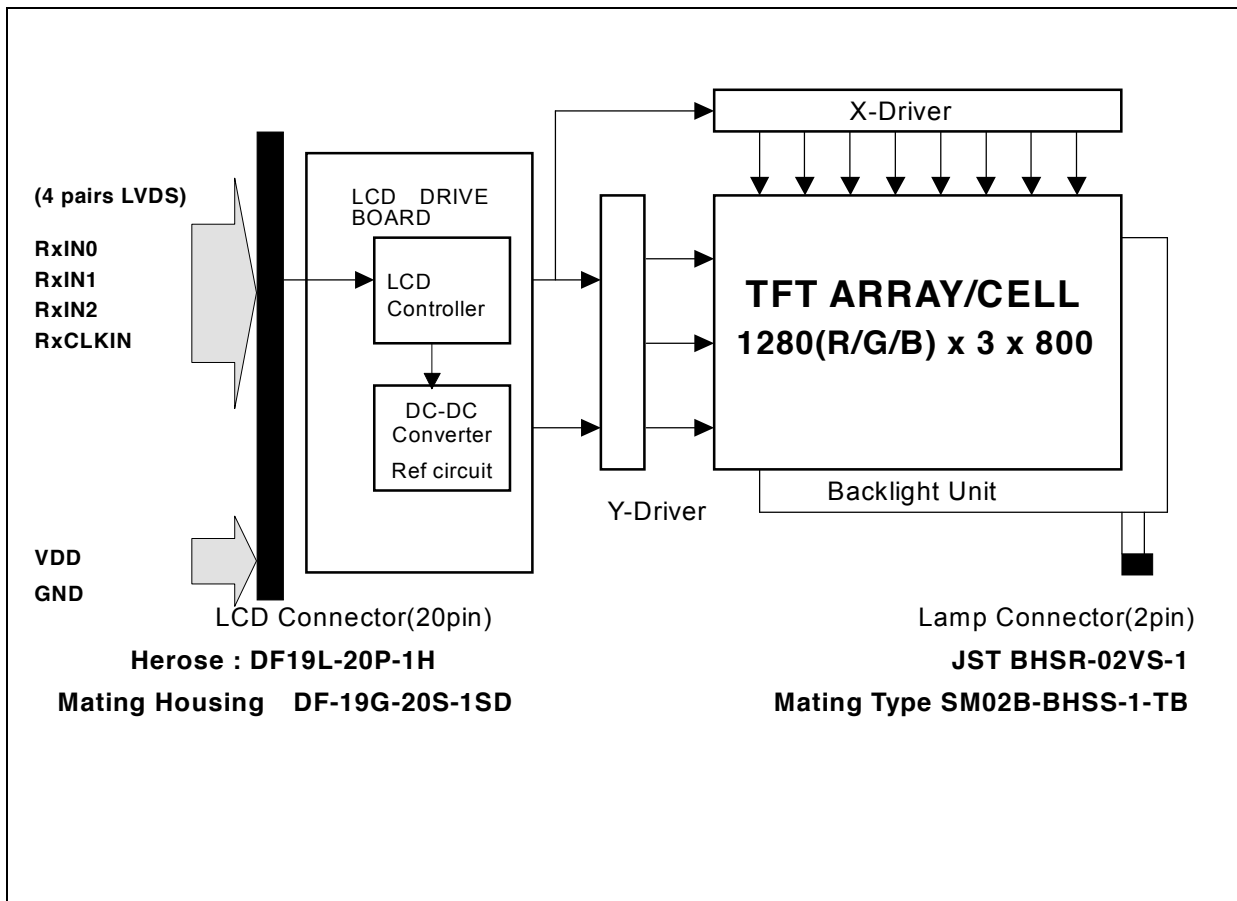 X-Driver
(4 pairs LVDS)
RxIN0
RxIN1
RxIN2
RxCLKIN
LCD DRIVE
BOARD
LCD
Controller
DC-DC
Converter
Ref circuit
TFT ARRAY/CELL
1280(R/G/B) x 3 x 800
Y-Driver
Backlight Unit
VDD
GND
LCD Connector(20pin)
Herose : DF19L-20P-1H
Mating Housing DF-19G-20S-1SD
Lamp Connector(2pin)
JST BHSR-02VS-1
Mating Type SM02B-BHSS-1-TB